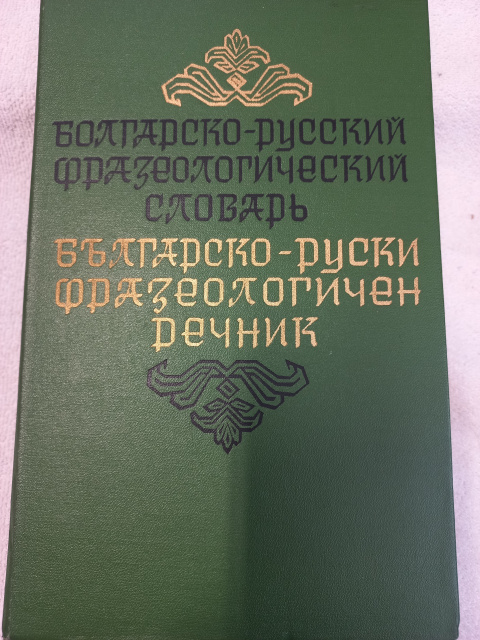 БОЛГАРСКО-РУССКИЙ
ФРАЗЕОЛОГИЧЕСКИЙ
СЛОВАРЬ
БЪЛГАРСКО-РУСКИ
ФРАЗЕОЛОГИЧЕН
РЕЧНИК